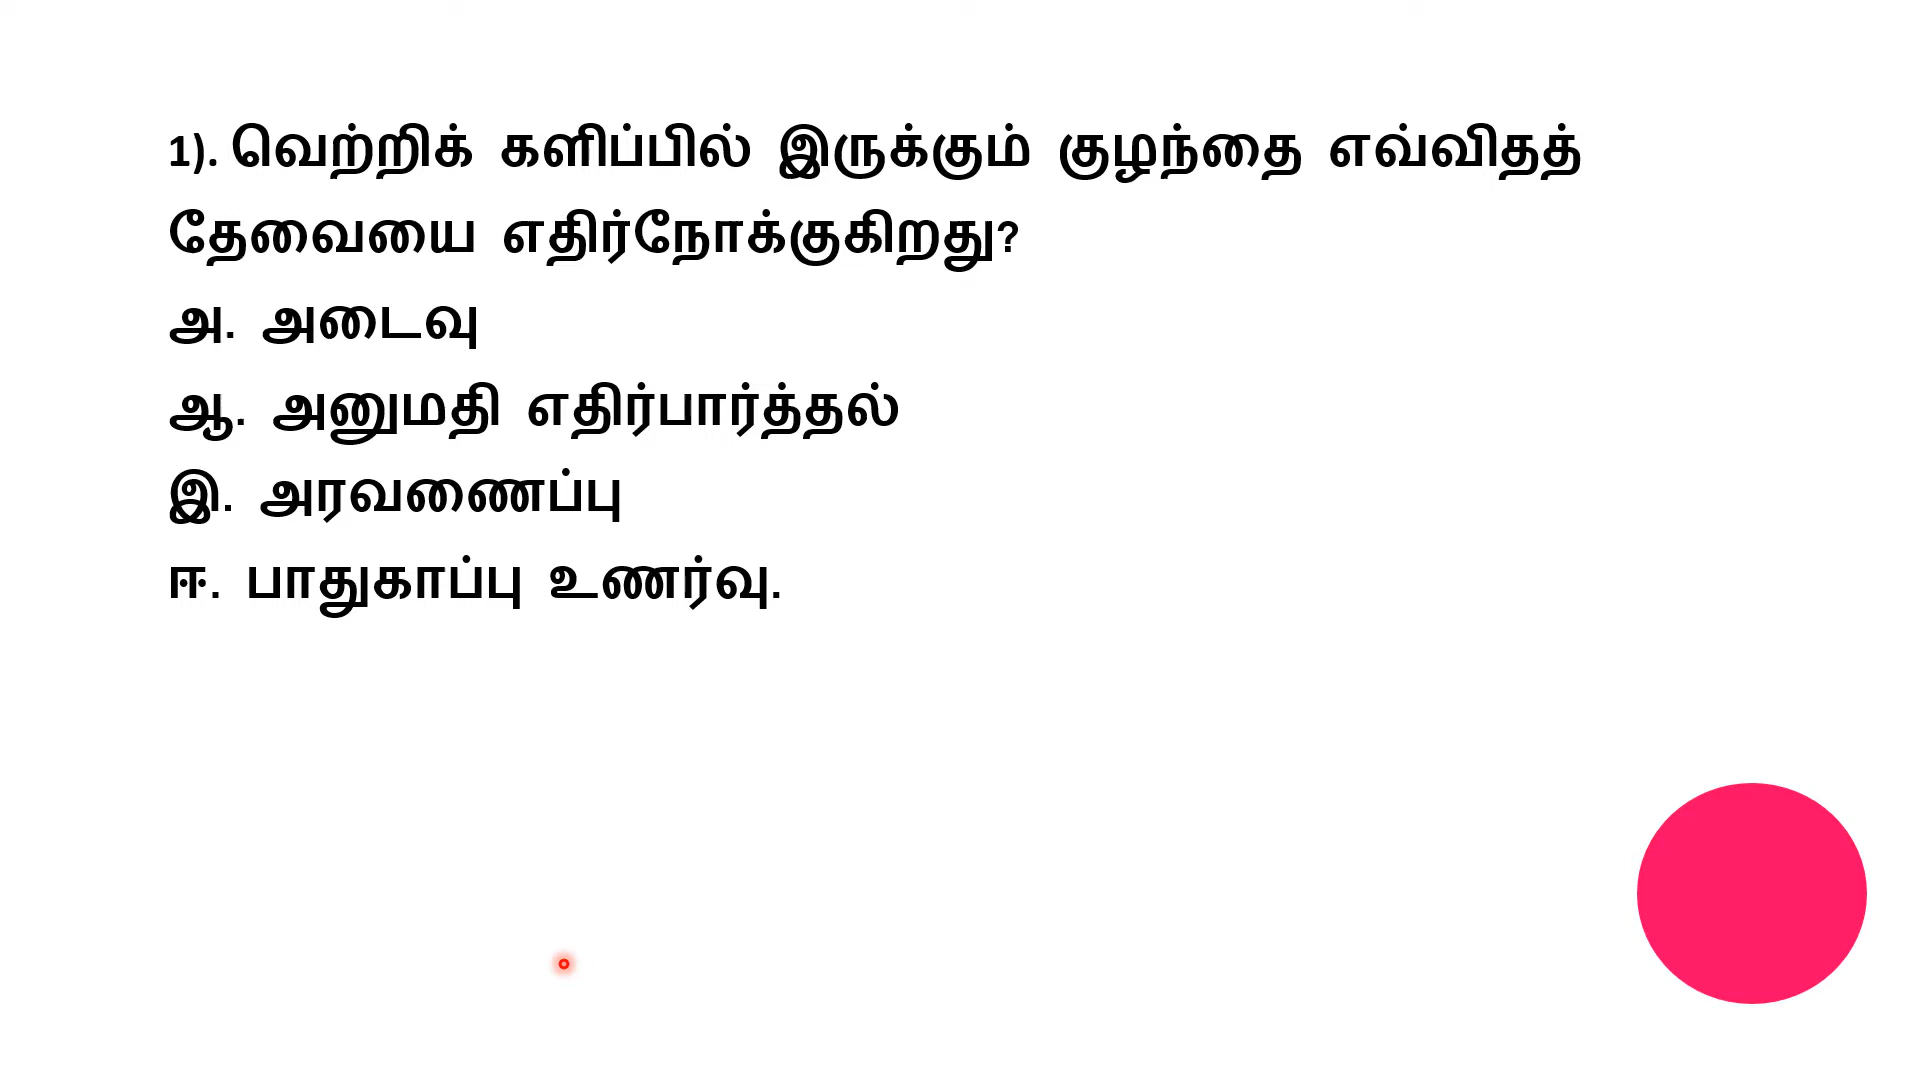 1). வெற்றிக் களிப்பில் இருக்கும் குழந்தை எவ்விதத்
தேவையை எதிர்நோக்குகிறது?
அ. அடைவு
ஆ. அனுமதி எதிர்பார்த்தல்
இ. அரவணைப்பு
ஈ. பாதுகாப்பு உணர்வு.